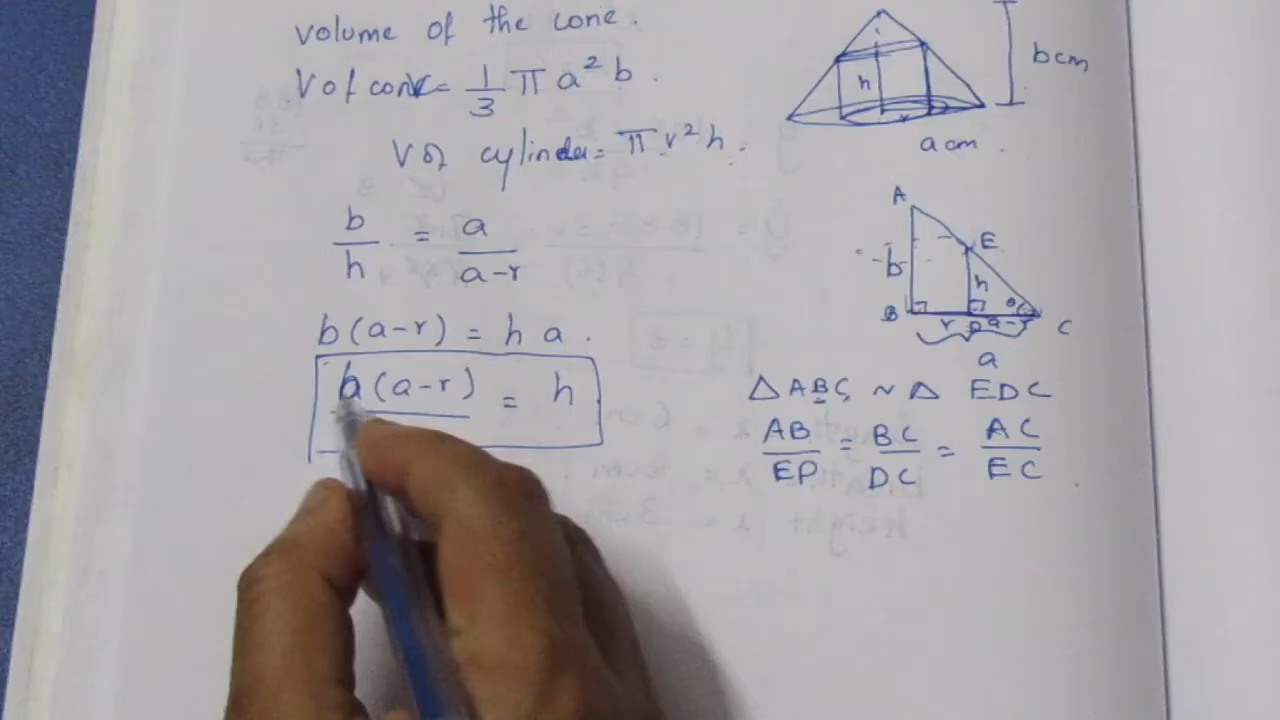 volume of the cone.
V of cone = 1/3 π a² b.
V of cylinder = π r² h.
b/h = a/a-r
b(a-r) = h a.
b(a-r) = h
h
r
b cm
a cm.
A
E
b
h
B
r
D
a-r
θ
C
a
Δ ABC ~ Δ EDC
AB/ED = BC/DC = AC/EC